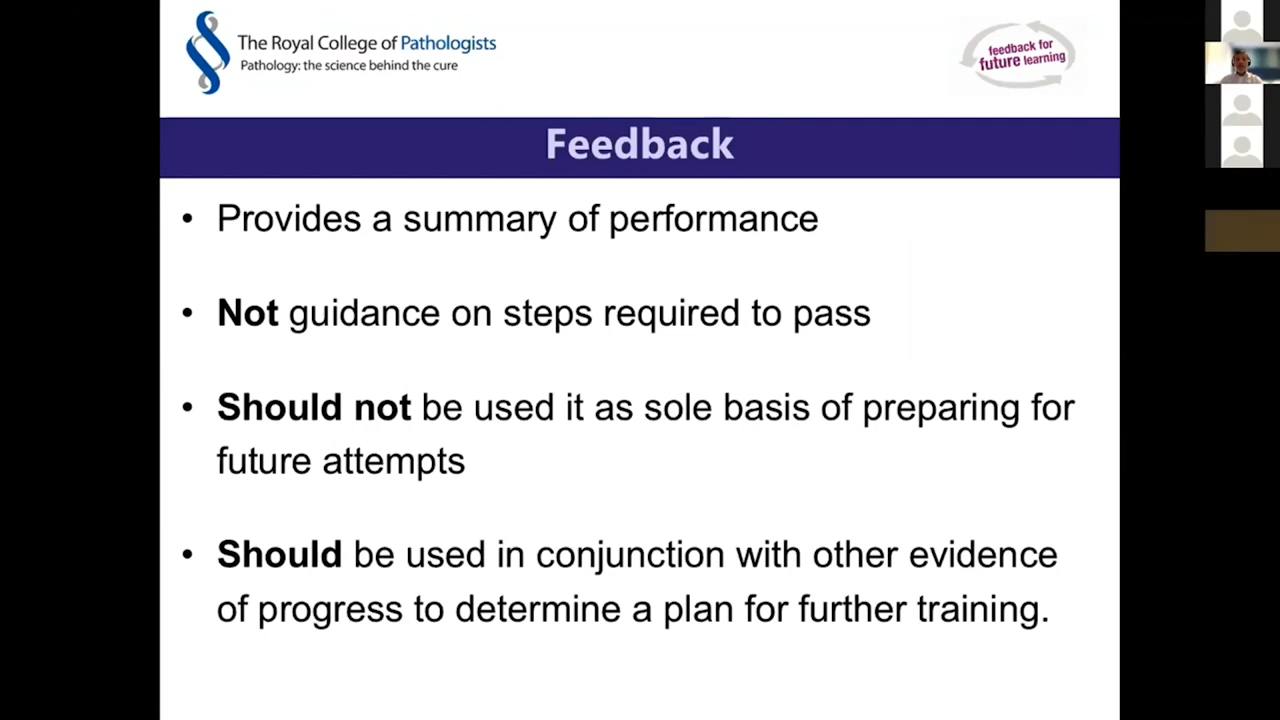 The Royal College of Pathologists
Pathology: the science behind the cure
feedback for
future learning
Feedback
• Provides a summary of performance
• Not guidance on steps required to pass
• Should not be used it as sole basis of preparing for
future attempts
• Should be used in conjunction with other evidence
of progress to determine a plan for further training.